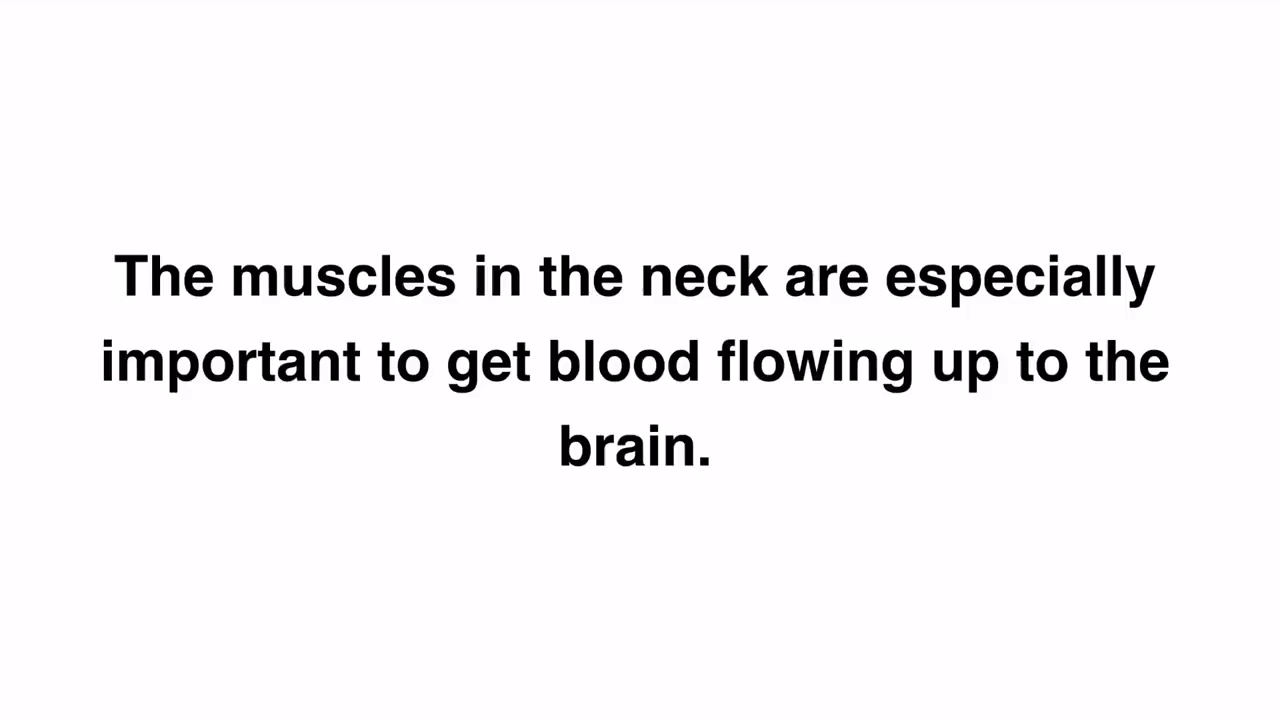 The muscles in the neck are especially
important to get blood flowing up to the
brain.